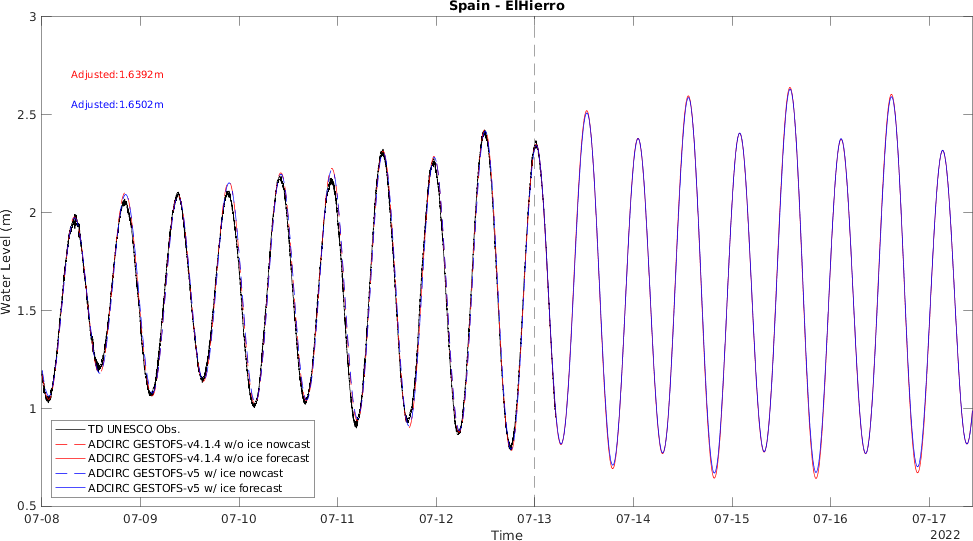 Spain - ElHierro
Adjusted:1.6392m
Adjusted:1.6502m
Water Level (m)
3
2.5
2
1.5
1
0.5
TD UNESCO Obs.
ADCIRC GESTOFS-v4.1.4 w/o ice nowcast
ADCIRC GESTOFS-v4.1.4 w/o ice forecast
ADCIRC GESTOFS-v5 w/ ice nowcast
ADCIRC GESTOFS-v5 w/ ice forecast
07-08 07-09 07-10 07-11 07-12 07-13 07-14 07-15 07-16 07-17
Time
2022